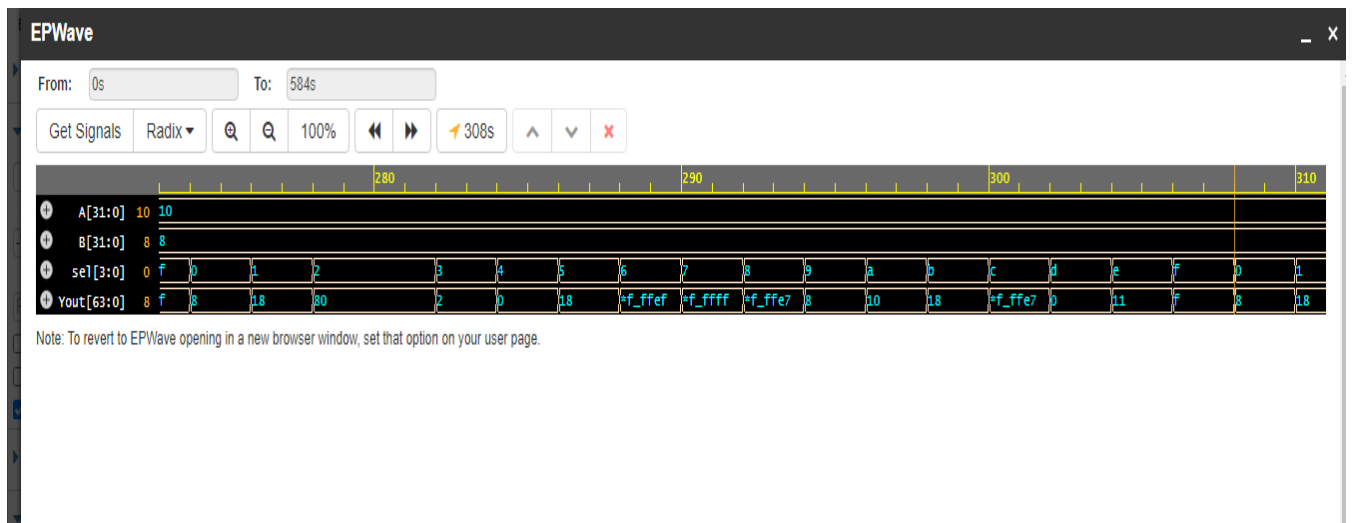 EPWave _ ×
From: 0s To: 584s
Get Signals Radix 100% 308s
280 290 300 310
A[31:0] 10 10
B[31:0] 8 8
sel[3:0] 0 f 0 1 2 3 4 5 6 7 8 9 a b c d e f 0 1
Yout[63:0] 8 f 8 18 80 2 0 18 *f_ffef *f_ffff *f_ffe7 8 10 18 *f_ffe7 0 11 f 8 18
Note: To revert to EPWave opening in a new browser window, set that option on your user page.